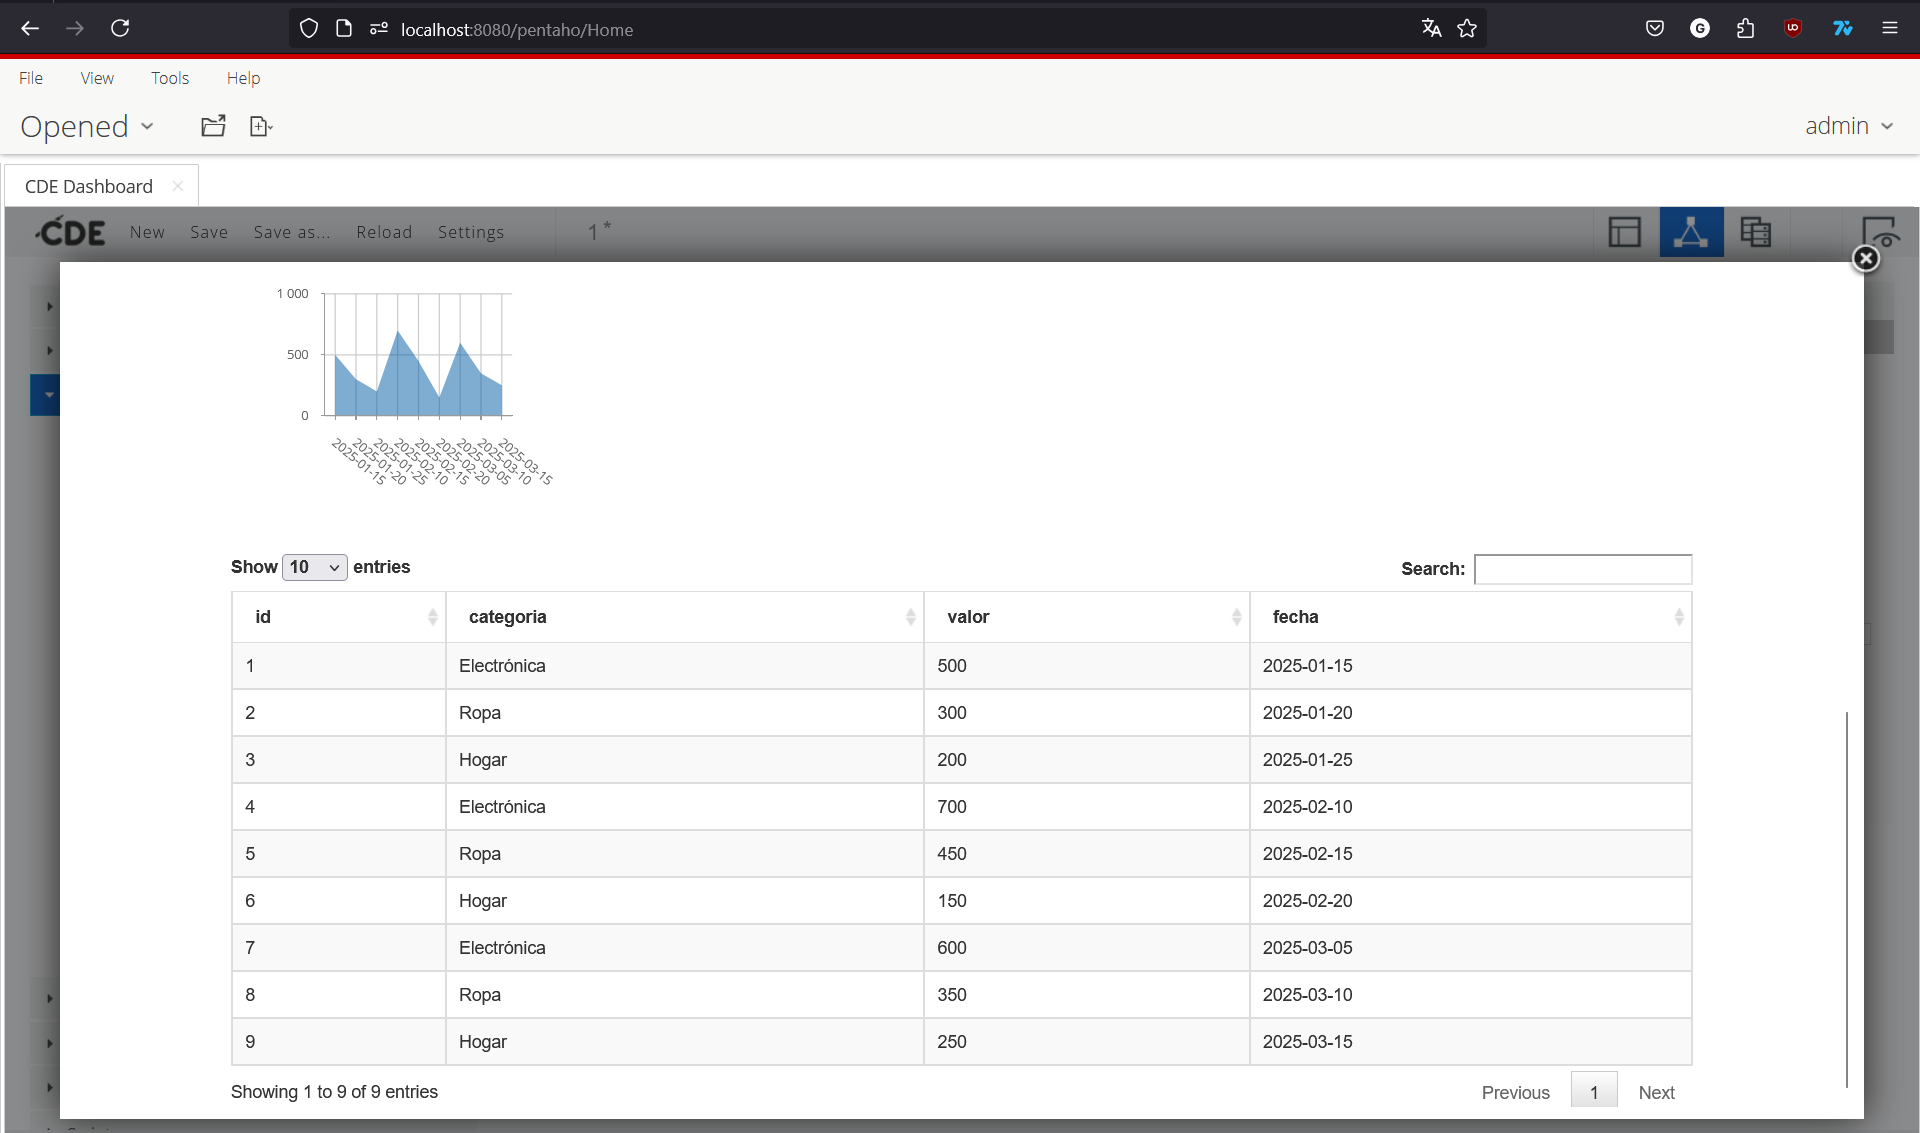 localhost:8080/pentaho/Home
File View Tools Help
Opened
admin
CDE Dashboard
CDE New Save Save as... Reload Settings 1 *
1 000
500
0
2025-01-15
2025-01-20
2025-01-25
2025-02-10
2025-02-15
2025-02-20
2025-03-05
2025-03-10
2025-03-15
Show 10 entries Search:
id categoria valor fecha
1 Electrónica 500 2025-01-15
2 Ropa 300 2025-01-20
3 Hogar 200 2025-01-25
4 Electrónica 700 2025-02-10
5 Ropa 450 2025-02-15
6 Hogar 150 2025-02-20
7 Electrónica 600 2025-03-05
8 Ropa 350 2025-03-10
9 Hogar 250 2025-03-15
Showing 1 to 9 of 9 entries Previous 1 Next